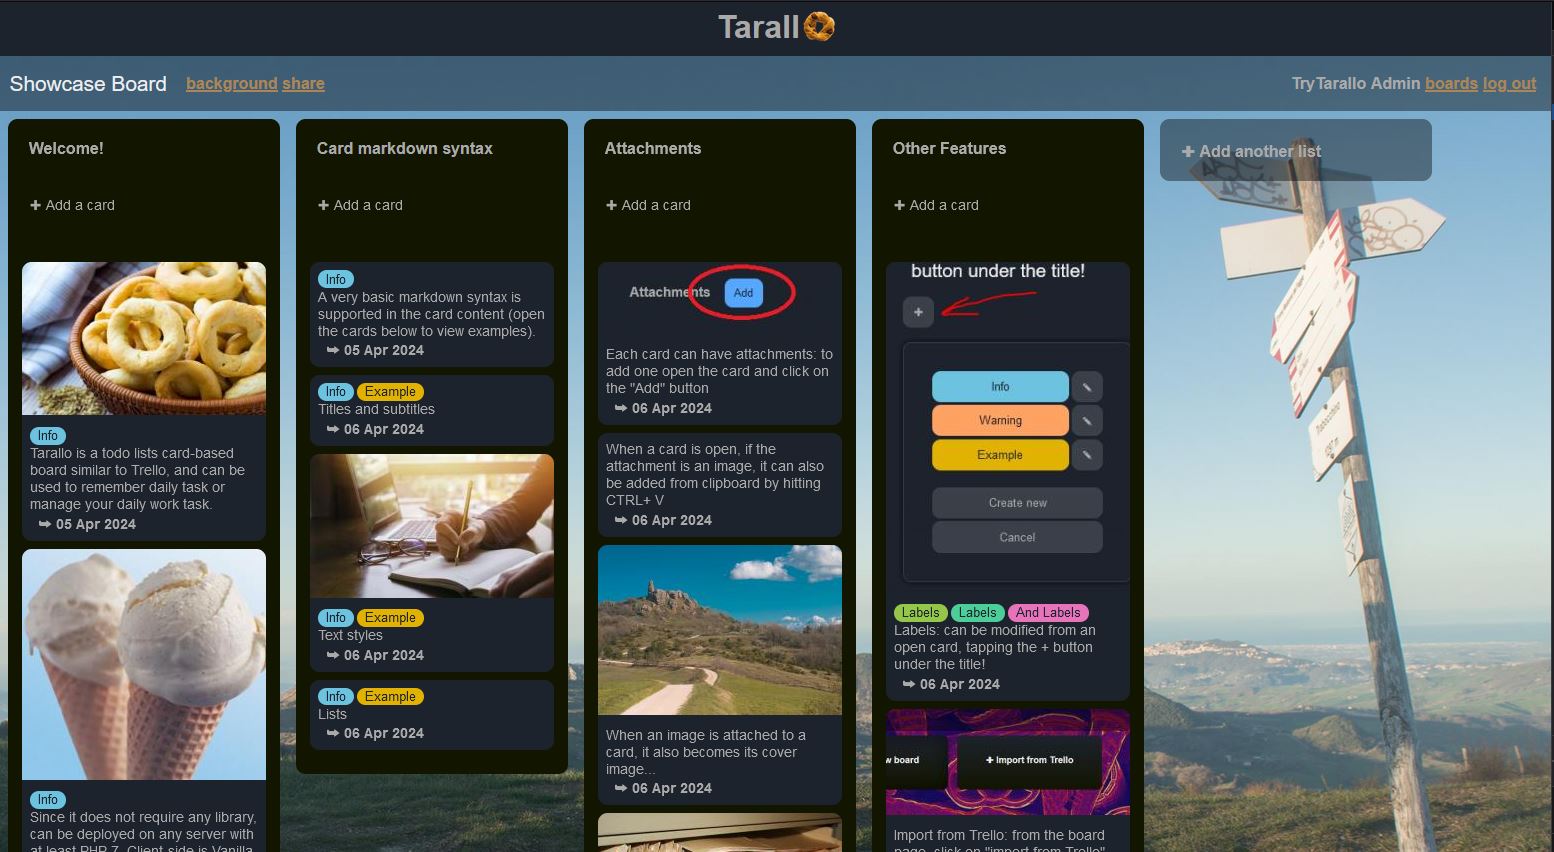 Tarall
Showcase Board background share
TryTarallo Admin boards log out
Welcome!
+ Add a card
Info
Tarallo is a todo lists card-based
board similar to Trello, and can be
used to remember daily task or
manage your daily work task.
05 Apr 2024
Info
Since it does not require any library,
can be deployed on any server with
at least PHP 7. Client side is Vanilla
Card markdown syntax
+ Add a card
Info
A very basic markdown syntax is
supported in the card content (open
the cards below to view examples).
05 Apr 2024
Info Example
Titles and subtitles
06 Apr 2024
Info Example
Text styles
06 Apr 2024
Info Example
Lists
06 Apr 2024
Attachments
+ Add a card
Attachments Add
Each card can have attachments: to
add one open the card and click on
the "Add" button
06 Apr 2024
When a card is open, if the
attachment is an image, it can also
be added from clipboard by hitting
CTRL+ V
06 Apr 2024
When an image is attached to a
card, it also becomes its cover
image...
06 Apr 2024
Other Features
+ Add a card
button under the title!
+
Info
Warning
Example
Create new
Cancel
Labels Labels And Labels
Labels: can be modified from an
open card, tapping the + button
under the title!
06 Apr 2024
w board + Import from Trello
Import from Trello: from the board
page, click on "import from Trello"
+ Add another list